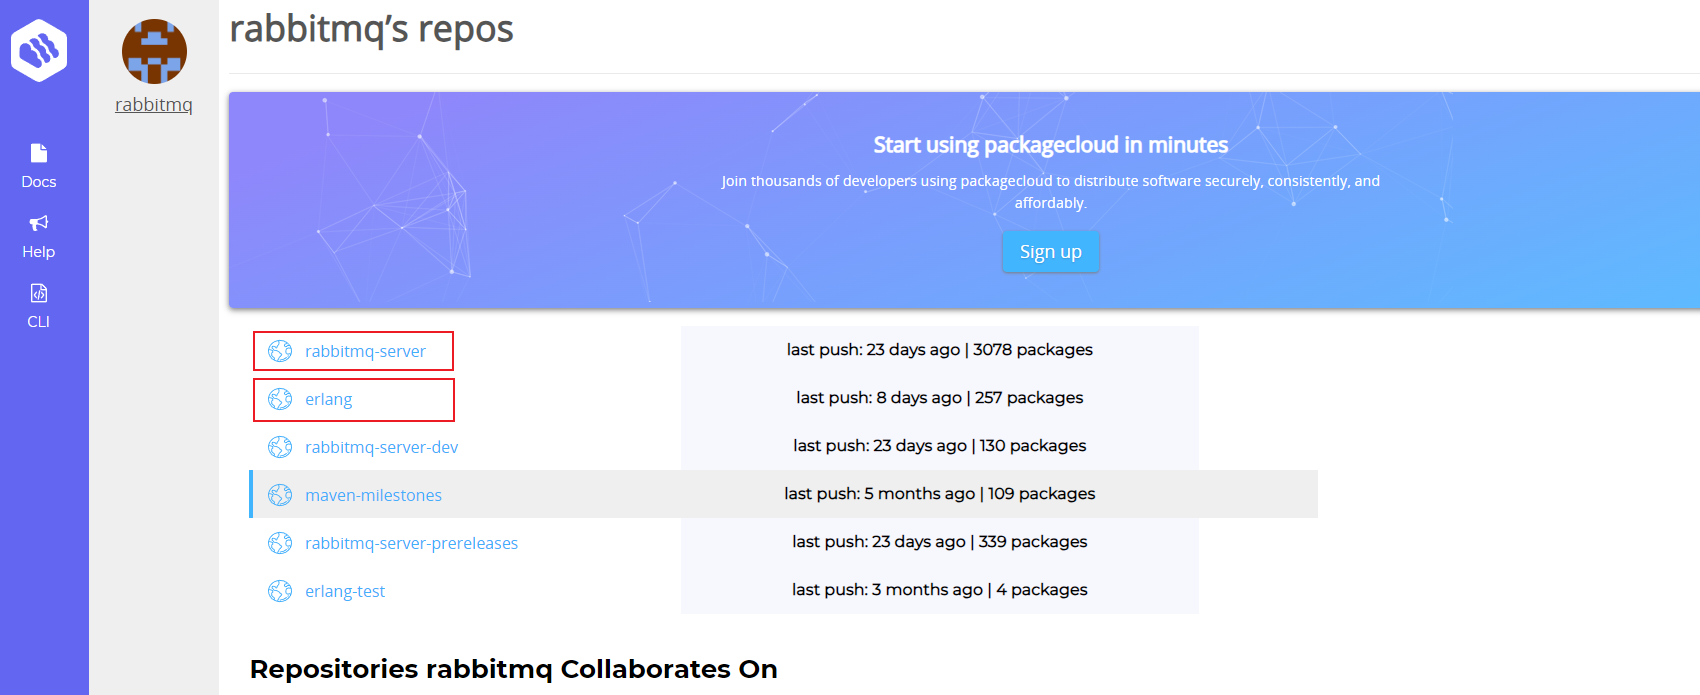 rabbitmq’s repos
rabbitmq
Docs
Help
CLI
Start using packagecloud in minutes
Join thousands of developers using packagecloud to distribute software securely, consistently, and
affordably.
Sign up
rabbitmq-server last push: 23 days ago | 3078 packages
erlang last push: 8 days ago | 257 packages
rabbitmq-server-dev last push: 23 days ago | 130 packages
maven-milestones last push: 5 months ago | 109 packages
rabbitmq-server-prereleases last push: 23 days ago | 339 packages
erlang-test last push: 3 months ago | 4 packages
Repositories rabbitmq Collaborates On